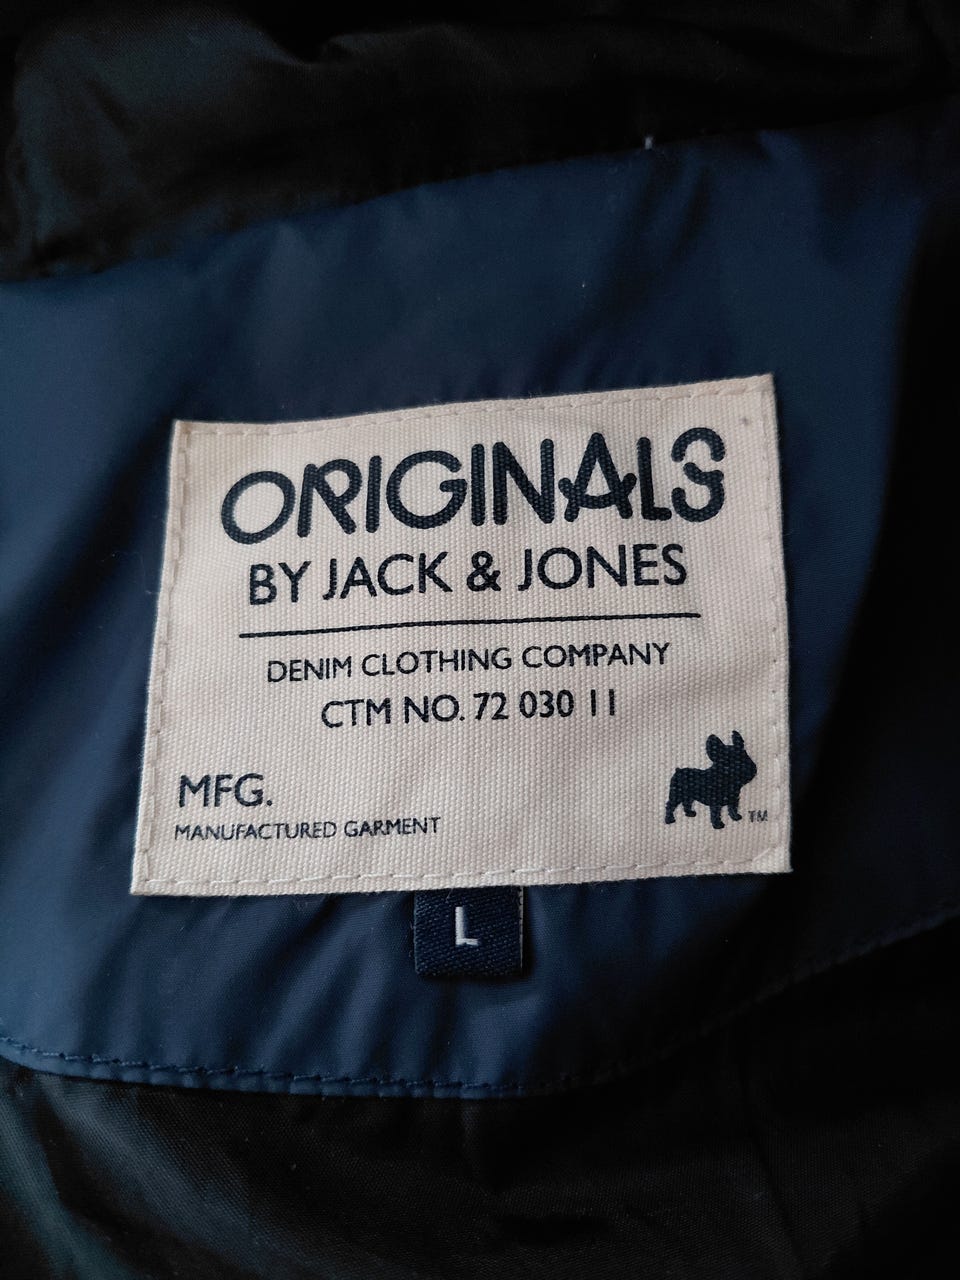 ORIGINALS
BY JACK & JONES
DENIM CLOTHING COMPANY
CTM NO. 72 030 11
MFG.
MANUFACTURED GARMENT
TM
L